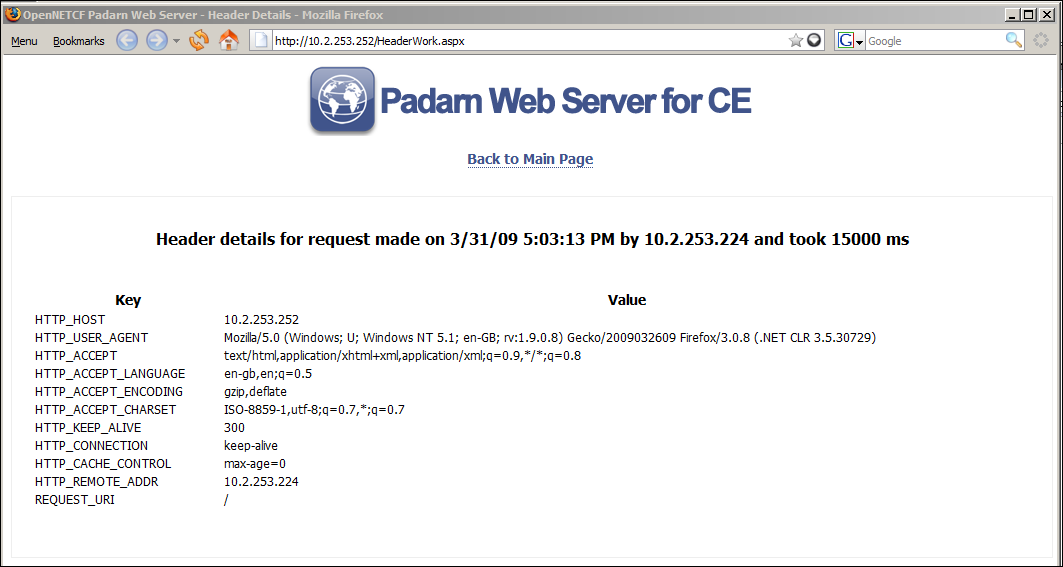 OpenNETCF Padarn Web Server - Header Details - Mozilla Firefox
Menu Bookmarks http://10.2.253.252/HeaderWork.aspx G Google
Padarn Web Server for CE
Back to Main Page
Header details for request made on 3/31/09 5:03:13 PM by 10.2.253.224 and took 15000 ms
Key Value
HTTP_HOST 10.2.253.252
HTTP_USER_AGENT Mozilla/5.0 (Windows; U; Windows NT 5.1; en-GB; rv:1.9.0.8) Gecko/2009032609 Firefox/3.0.8 (.NET CLR 3.5.30729)
HTTP_ACCEPT text/html,application/xhtml+xml,application/xml;q=0.9,*/*;q=0.8
HTTP_ACCEPT_LANGUAGE en-gb,en;q=0.5
HTTP_ACCEPT_ENCODING gzip,deflate
HTTP_ACCEPT_CHARSET ISO-8859-1,utf-8;q=0.7,*;q=0.7
HTTP_KEEP_ALIVE 300
HTTP_CONNECTION keep-alive
HTTP_CACHE_CONTROL max-age=0
HTTP_REMOTE_ADDR 10.2.253.224
REQUEST_URI /